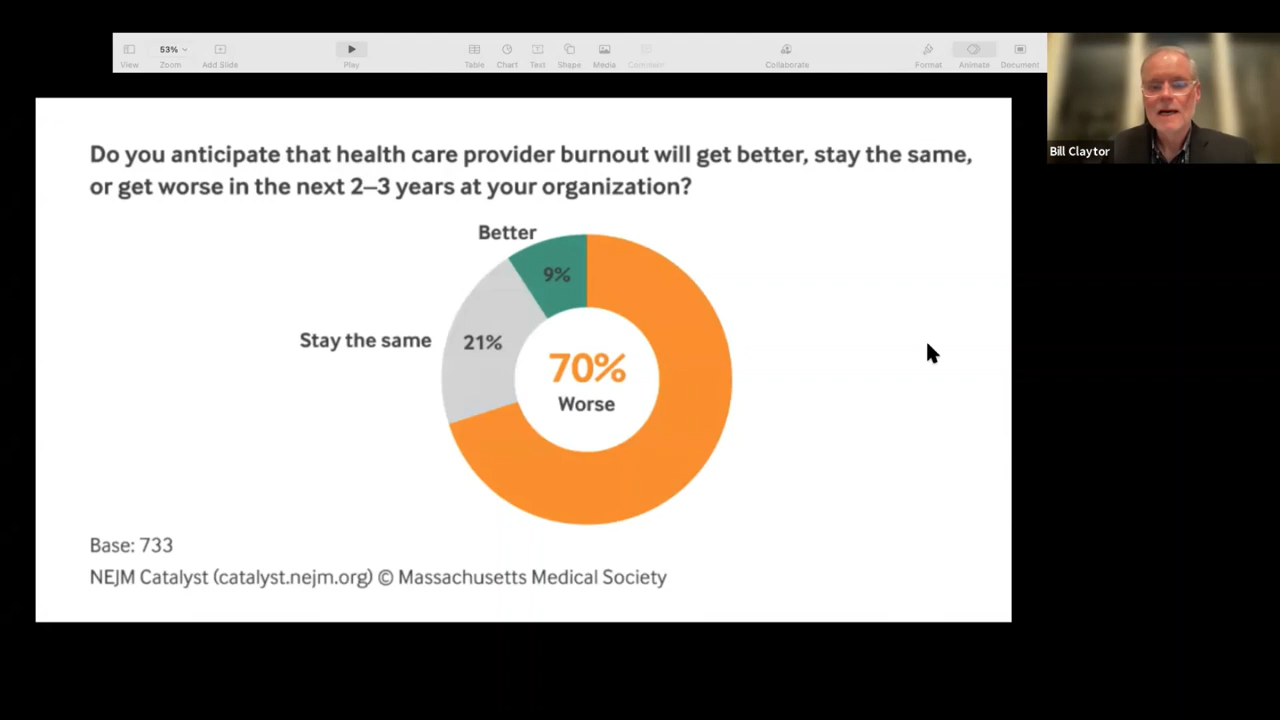 53%
View
Zoom
Add Slide
Play
Table
Chart
Text
Shape
Media
Comment
Collaborate
Format
Animate
Document
Bill Claytor
Do you anticipate that health care provider burnout will get better, stay the same,
or get worse in the next 2–3 years at your organization?
Better
9%
Stay the same
21%
70%
Worse
Base: 733
NEJM Catalyst (catalyst.nejm.org) © Massachusetts Medical Society